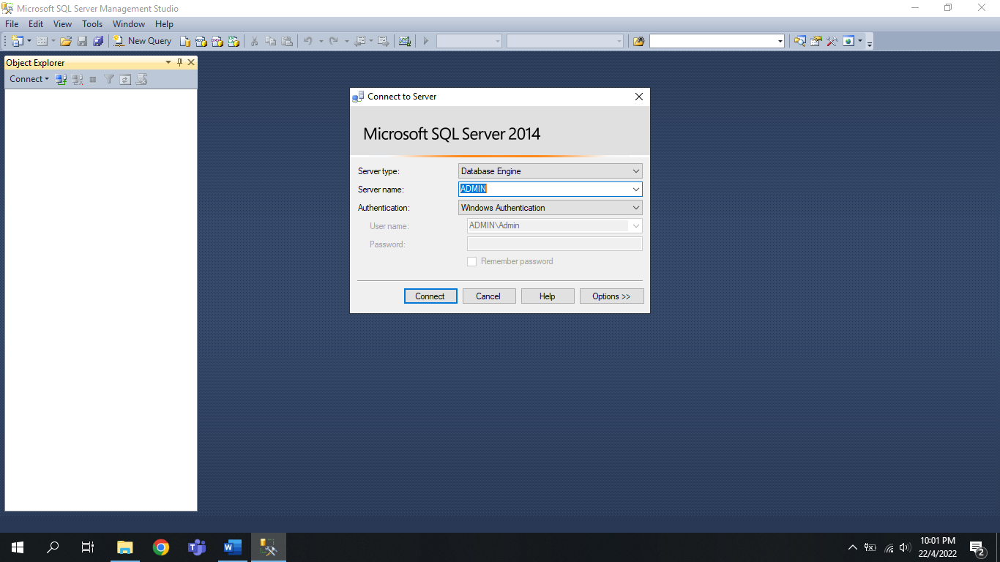 Microsoft SQL Server Management Studio
File Edit View Tools Window Help
New Query
Object Explorer
Connect
Connect to Server
Microsoft SQL Server 2014
Server type: Database Engine
Server name: ADMIN
Authentication: Windows Authentication
User name: ADMIN\Admin
Password:
Remember password
Connect Cancel Help Options >>
10:01 PM
22/4/2022
2